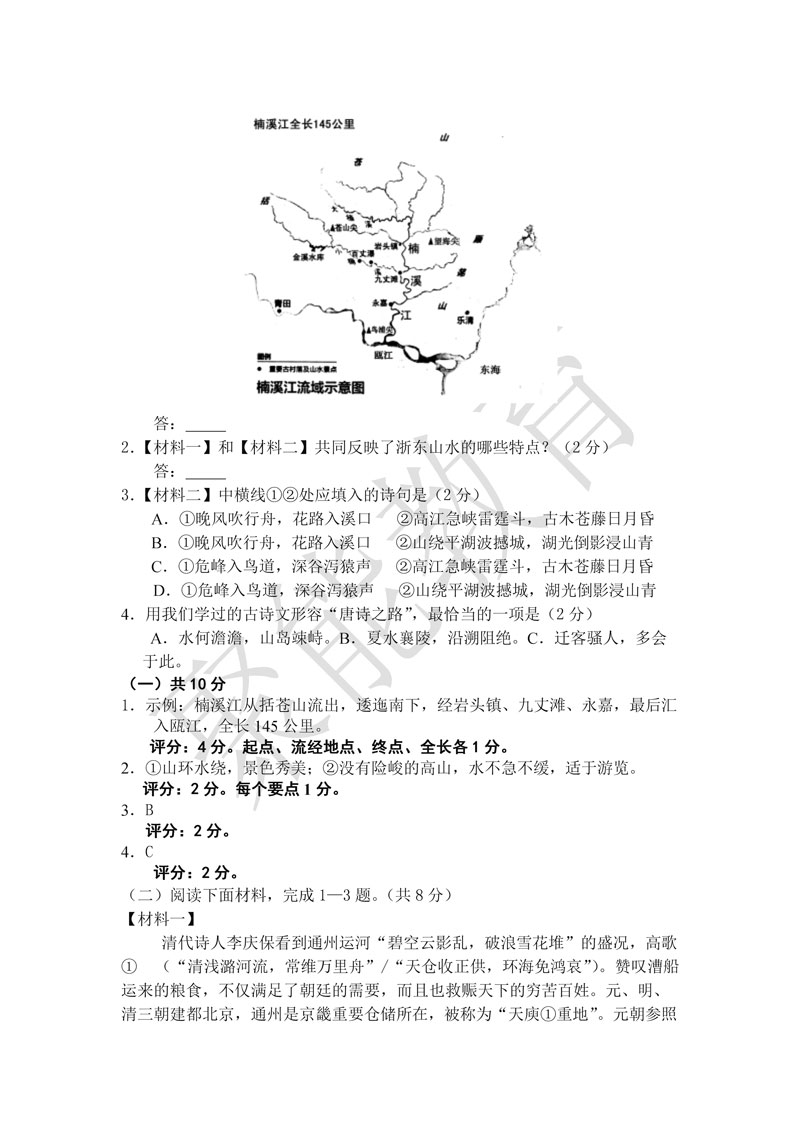 楠溪江全长145公里
山
苍
括
大
楠
溪
苍山尖
岩头镇
楠
望海尖
雁
金溪水库
小
百丈瀑
楠
溪
九丈滩
溪
荡
青田
永嘉
江
山
乐清
乌浦尖
瓯江
图例
重要古村落及山水景点
东海
楠溪江流域示意图
答：
2.【材料一】和【材料二】共同反映了浙东山水的哪些特点？（2 分）
答：
3.【材料二】中横线①②处应填入的诗句是（2 分）
A．①晚风吹行舟，花路入溪口 ②高江急峡雷霆斗，古木苍藤日月昏
B．①晚风吹行舟，花路入溪口 ②山绕平湖波撼城，湖光倒影浸山青
C．①危峰入鸟道，深谷泻猿声 ②高江急峡雷霆斗，古木苍藤日月昏
D．①危峰入鸟道，深谷泻猿声 ②山绕平湖波撼城，湖光倒影浸山青
4．用我们学过的古诗文形容“唐诗之路”，最恰当的一项是（2 分）
A．水何澹澹，山岛竦峙。B．夏水襄陵，沿溯阻绝。C．迁客骚人，多会
于此。
（一）共 10 分
1．示例：楠溪江从括苍山流出，逶迤南下，经岩头镇、九丈滩、永嘉，最后汇
入瓯江，全长 145 公里。
评分：4 分。起点、流经地点、终点、全长各 1 分。
2．①山环水绕，景色秀美；②没有险峻的高山，水不急不缓，适于游览。
评分：2 分。每个要点 1 分。
3．B
评分：2 分。
4．C
评分：2 分。
（二）阅读下面材料，完成 1—3 题。（共 8 分）
【材料一】
清代诗人李庆保看到通州运河“碧空云影乱，破浪雪花堆”的盛况，高歌
① （“清浅潞河流，常维万里舟”/“天仓收正供，环海免鸿哀”）。赞叹漕船
运来的粮食，不仅满足了朝廷的需要，而且也救赈天下的穷苦百姓。元、明、
清三朝建都北京，通州是京畿重要仓储所在，被称为“天庾①重地”。元朝参照
聚能教育